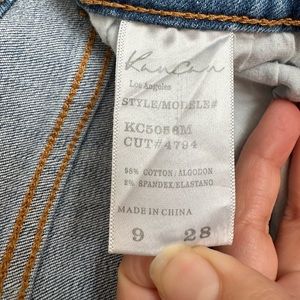 KanCan
Los Angeles
STYLE/MODELE#
KC5058M
CUT#4794
98% COTTON/ALGODON
2% SPANDEX/ELASTANO
MADE IN CHINA
9 28